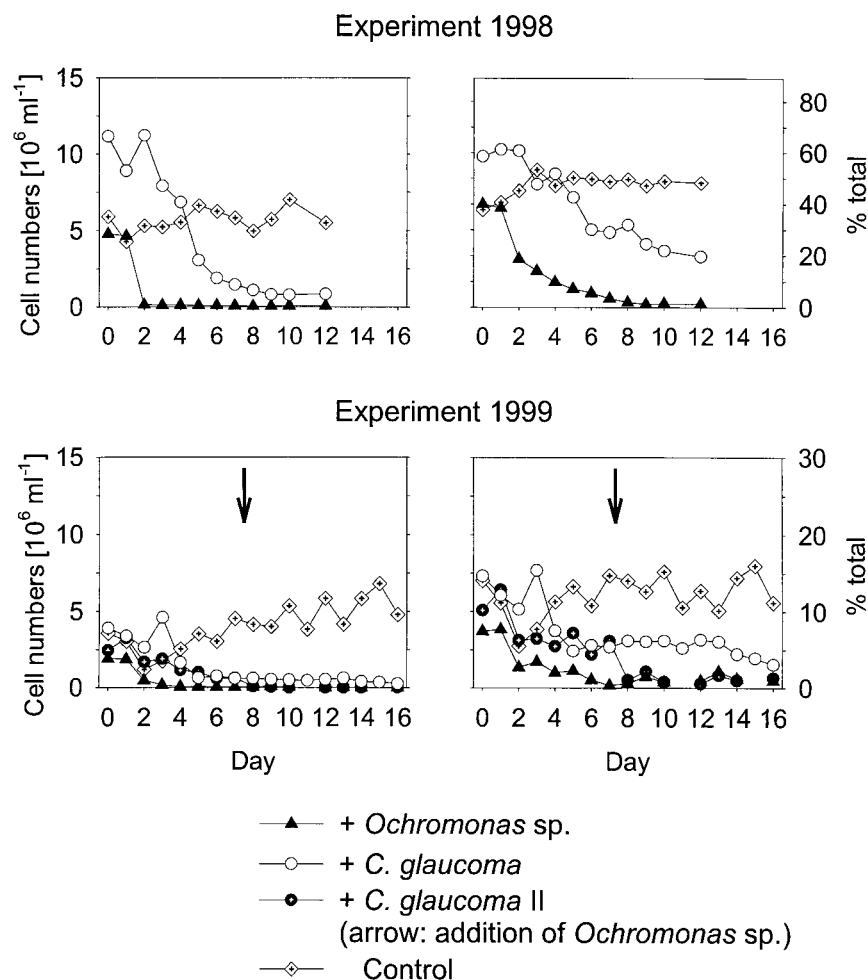 Experiment 1998
Cell numbers [10⁶ ml⁻¹]
15
10
5
0
0 2 4 6 8 10 12 14 16
80
60
40
20
0
% total
0 2 4 6 8 10 12 14 16
Experiment 1999
Cell numbers [10⁶ ml⁻¹]
15
10
5
0
0 2 4 6 8 10 12 14 16
Day
30
20
10
0
% total
0 2 4 6 8 10 12 14 16
Day
+ Ochromonas sp.
+ C. glaucoma
+ C. glaucoma II
(arrow: addition of Ochromonas sp.)
Control